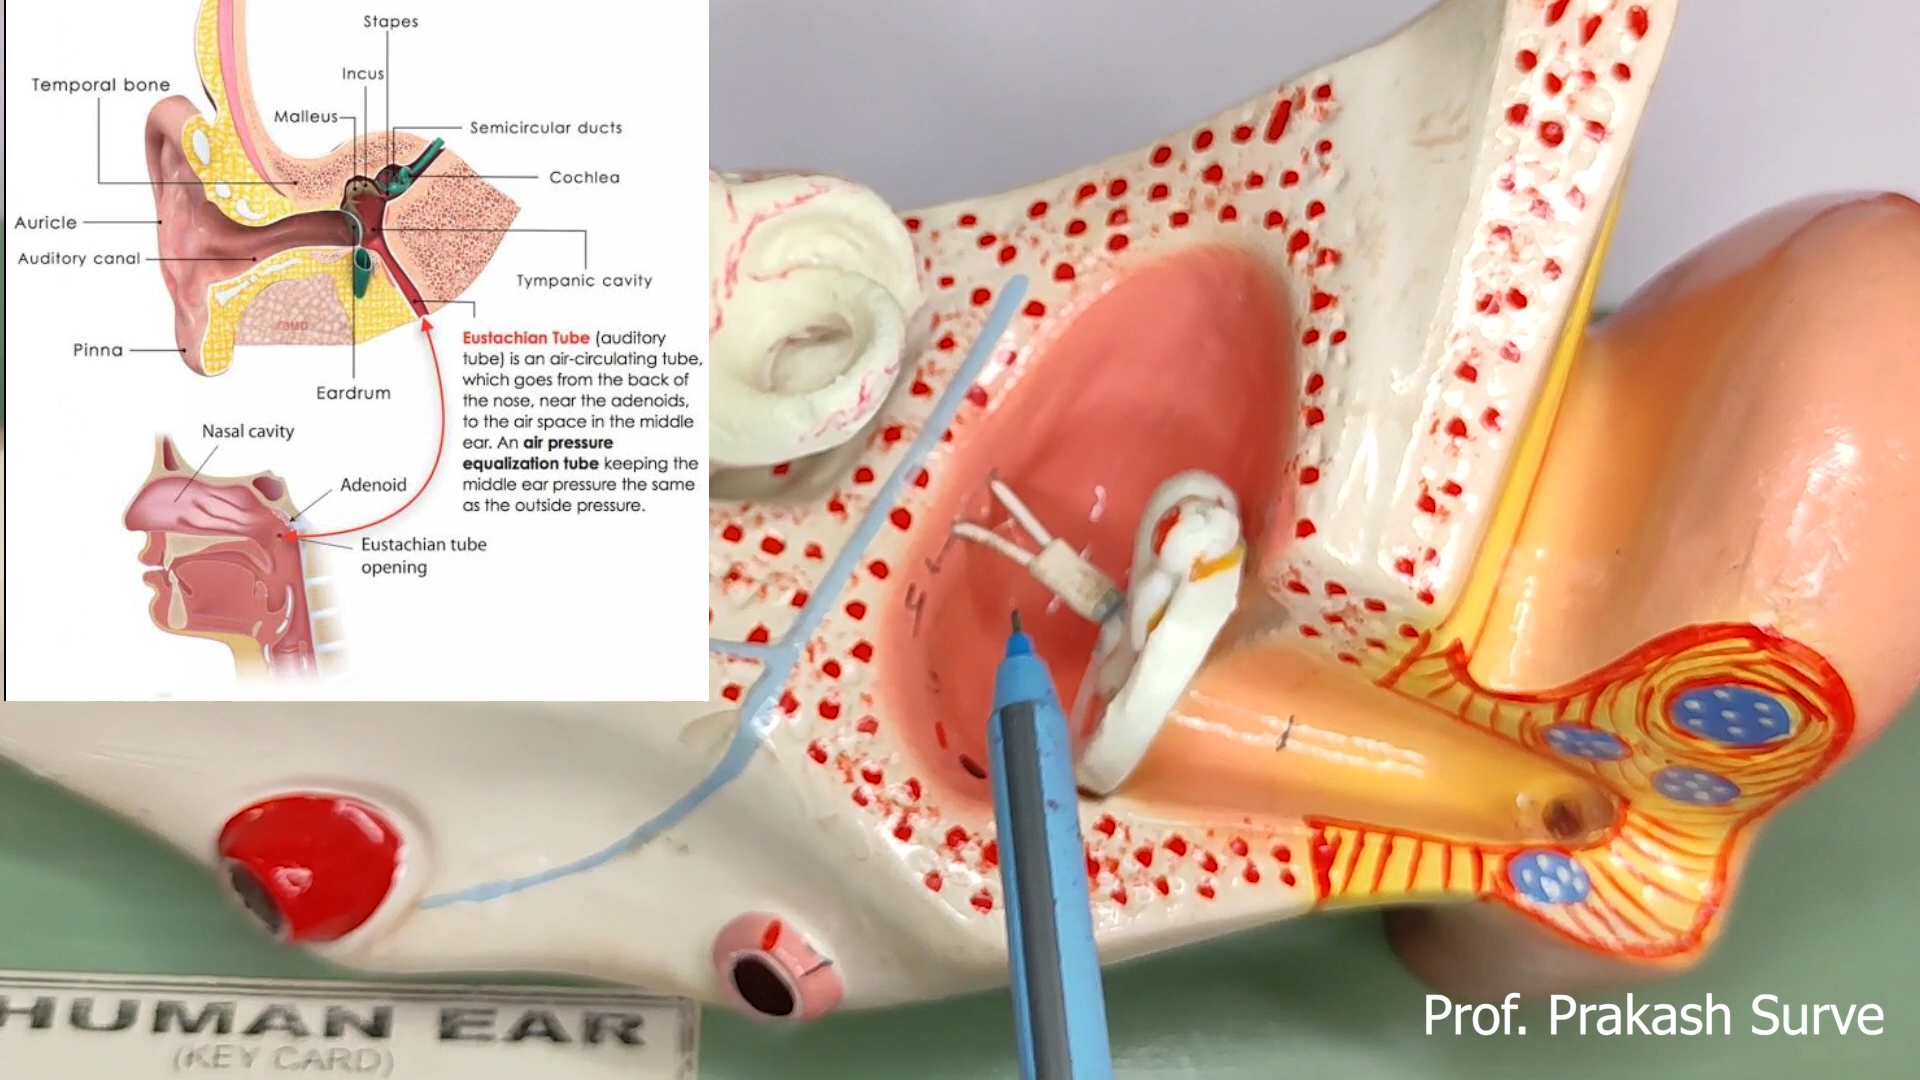 Stapes
Incus
Temporal bone
Malleus
Semicircular ducts
Cochlea
Auricle
Auditory canal
Tympanic cavity
Pinna
Eardrum
Eustachian Tube (auditory
tube) is an air-circulating tube,
which goes from the back of
the nose, near the adenoids,
to the air space in the middle
ear. An air pressure
equalization tube keeping the
middle ear pressure the same
as the outside pressure.
Nasal cavity
Adenoid
Eustachian tube
opening
HUMAN EAR
(KEY CARD)
Prof. Prakash Surve